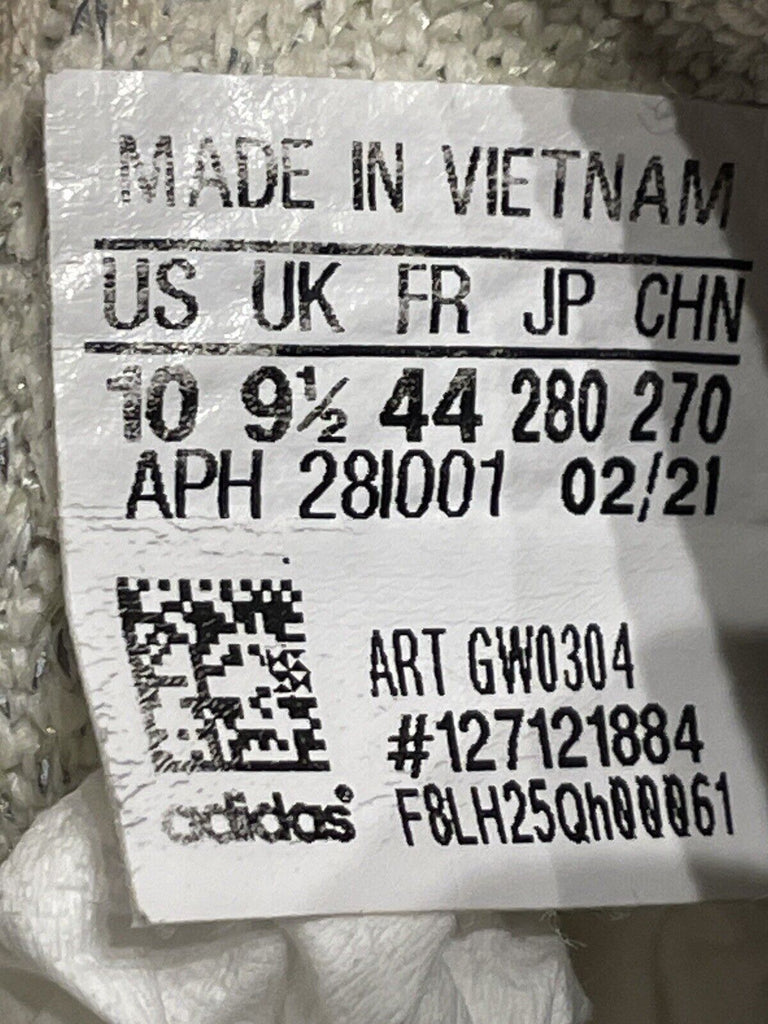 MADE IN VIETNAM
US UK FR JP CHN
10 9½ 44 280 270
APH 28I001 02/21
ART GW0304
#127121884
adidas® F8LH25Qh00061